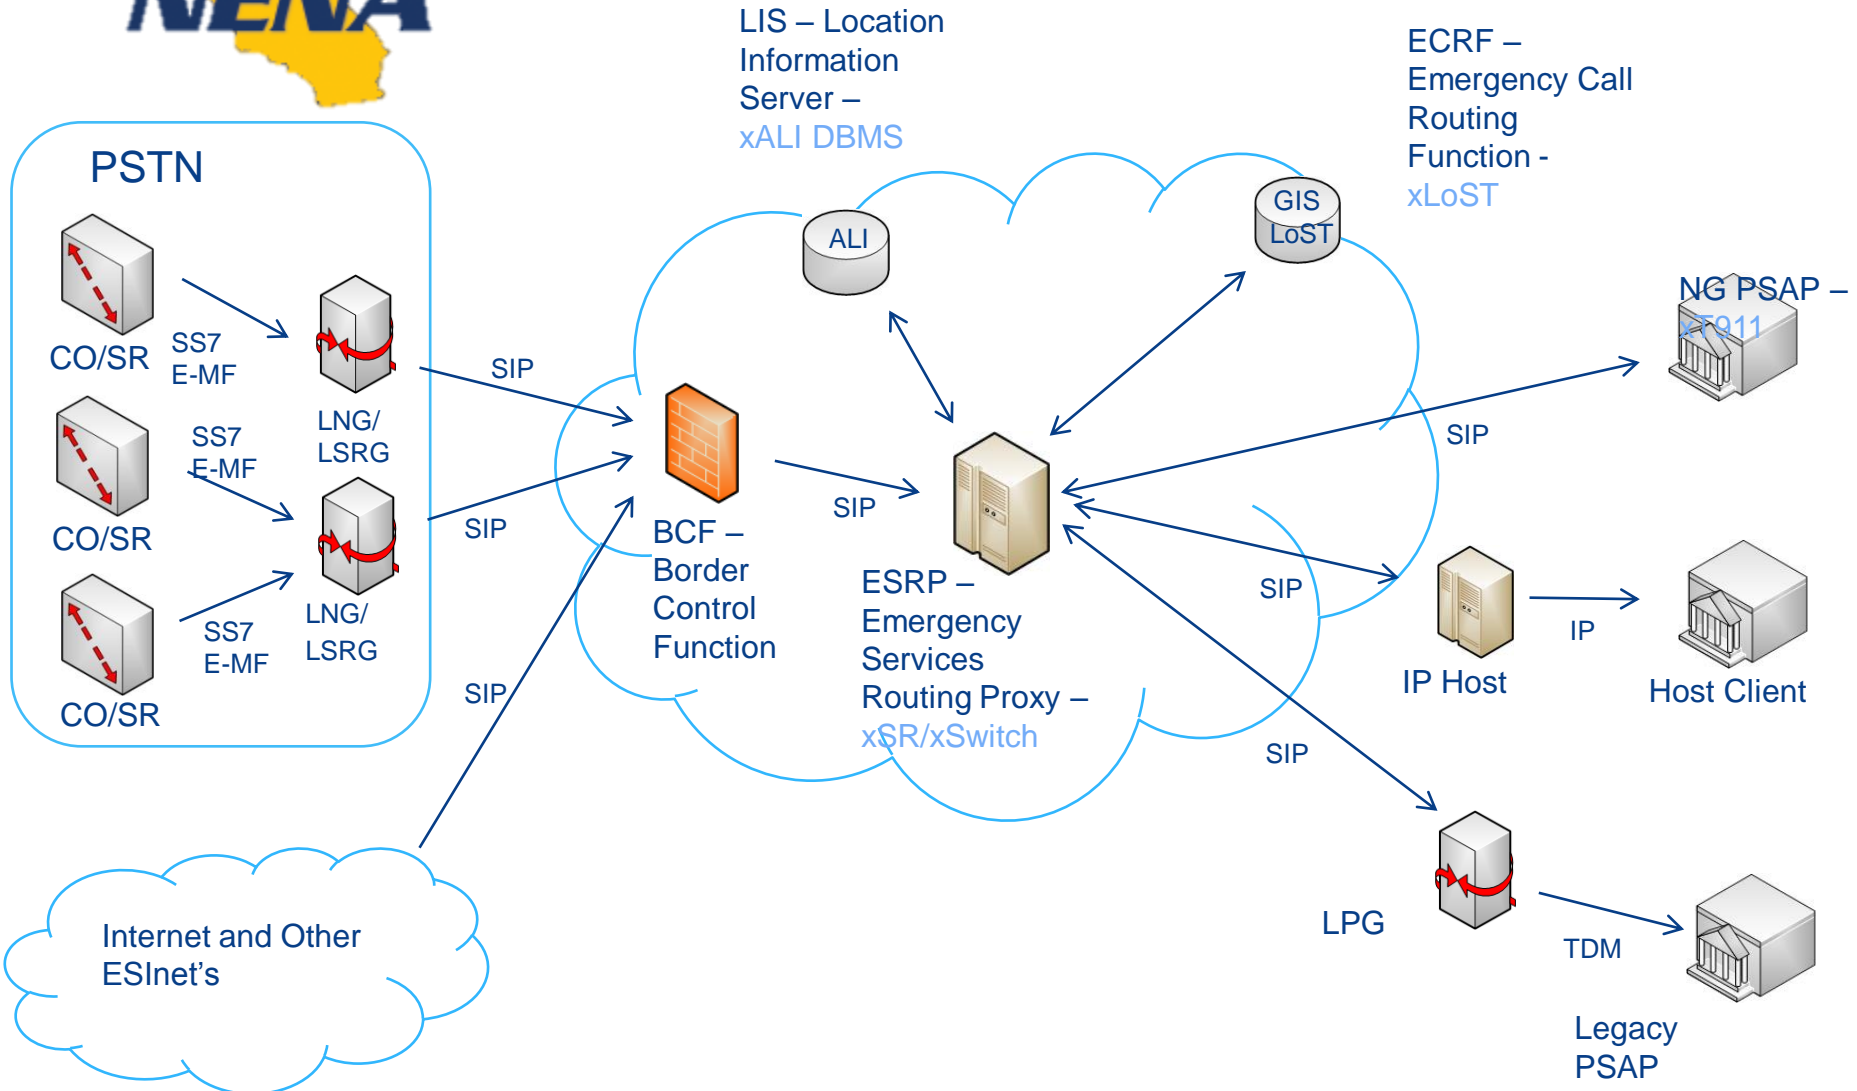 NENA
LIS – Location
Information
Server –
xALI DBMS
ECRF –
Emergency Call
Routing
Function -
xLoST
PSTN
CO/SR
SS7
E-MF
LNG/
LSRG
SIP
CO/SR
SS7
E-MF
LNG/
LSRG
SIP
CO/SR
SS7
E-MF
SIP
Internet and Other
ESInet's
ALI
GIS
LoST
BCF –
Border
Control
Function
SIP
ESRP –
Emergency
Services
Routing Proxy –
xSR/xSwitch
SIP
NG PSAP –
xT911
SIP
IP Host
IP
Host Client
SIP
LPG
TDM
Legacy
PSAP